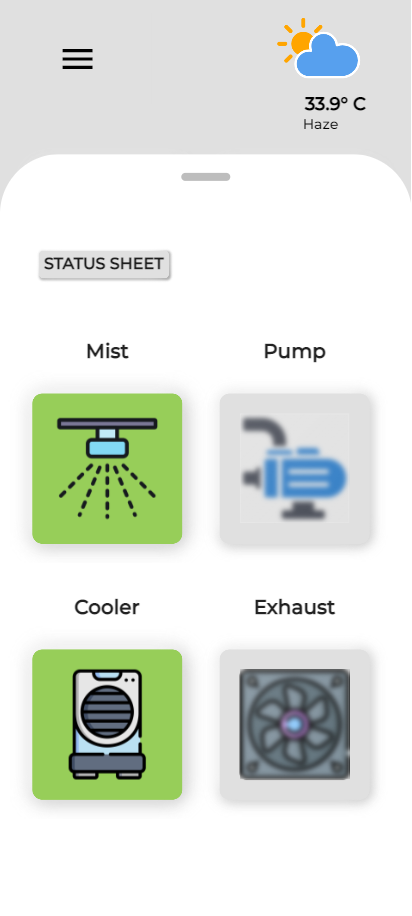 33.9° C
Haze
STATUS SHEET
Mist
Pump
Cooler
Exhaust